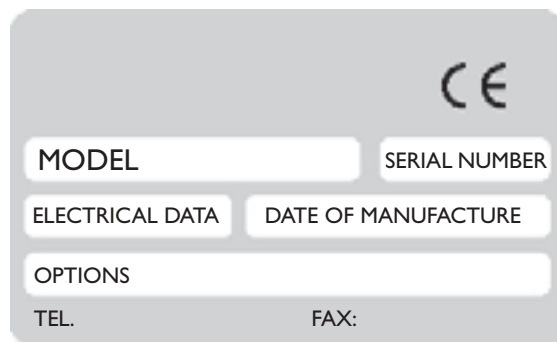 CE
MODEL SERIAL NUMBER
ELECTRICAL DATA DATE OF MANUFACTURE
OPTIONS
TEL. FAX: